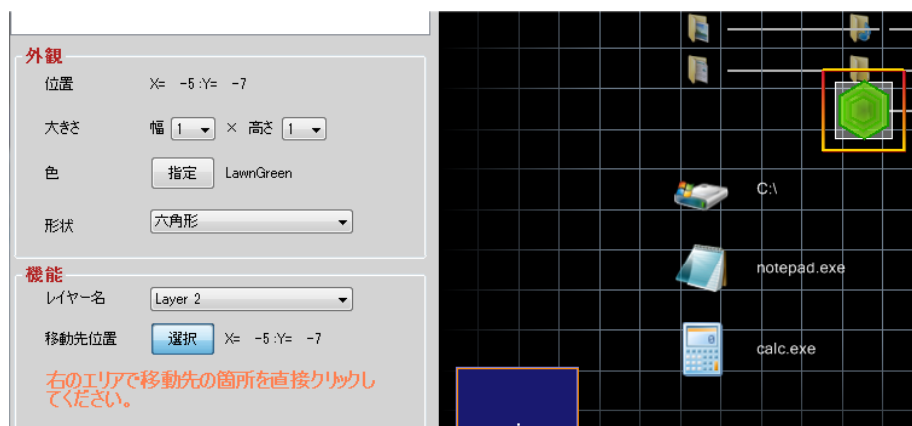 外観
位置 X= -5:Y= -7
大きさ 幅 1 × 高さ 1
色 指定 LawnGreen
形状 六角形
機能
レイヤー名 Layer 2
移動先位置 選択 X= -5:Y= -7
右のエリアで移動先の箇所を直接クリックし
てください。
C:\
notepad.exe
calc.exe